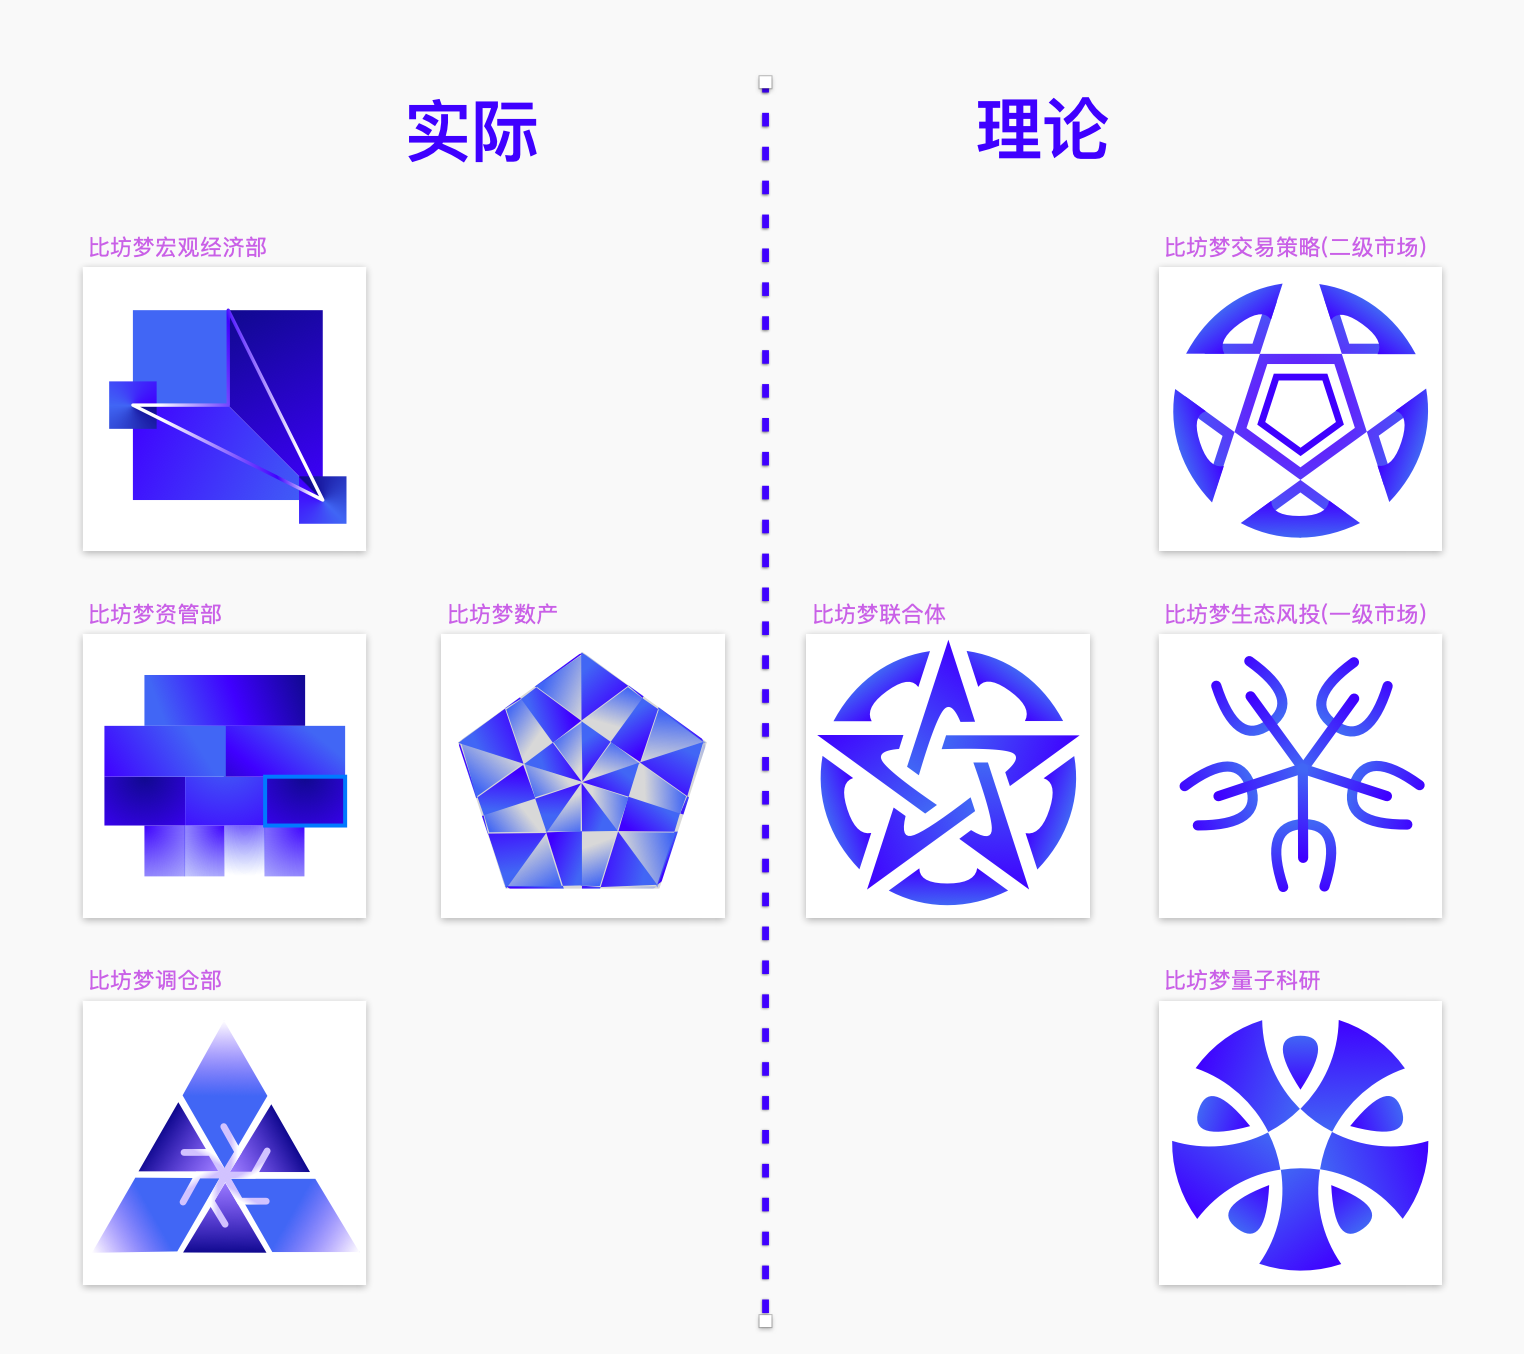 实际
理论
比坊梦宏观经济部
比坊梦交易策略(二级市场)
比坊梦资管部
比坊梦数产
比坊梦联合体
比坊梦生态风投(一级市场)
比坊梦调仓部
比坊梦量子科研